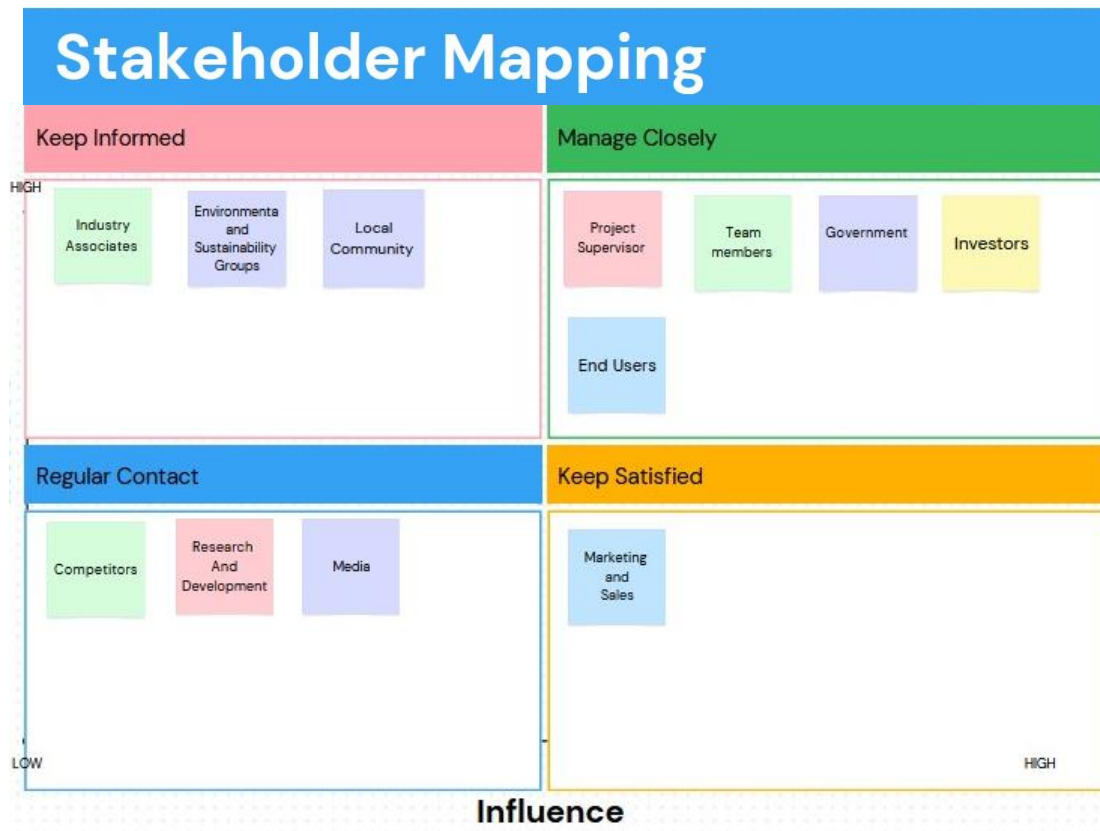 Stakeholder Mapping
Keep Informed
Manage Closely
HIGH
Industry
Associates
Environmenta
and
Sustainability
Groups
Local
Community
Project
Supervisor
Team
members
Government
Investors
End Users
Regular Contact
Keep Satisfied
Competitors
Research
And
Development
Media
Marketing
and
Sales
LOW
HIGH
Influence